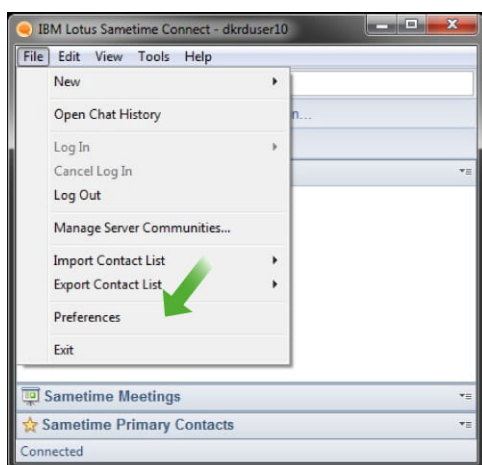 IBM Lotus Sametime Connect - dkrduser10
File Edit View Tools Help
New
Open Chat History
n...
Log In
Cancel Log In
Log Out
Manage Server Communities...
Import Contact List
Export Contact List
Preferences
Exit
Sametime Meetings
Sametime Primary Contacts
Connected